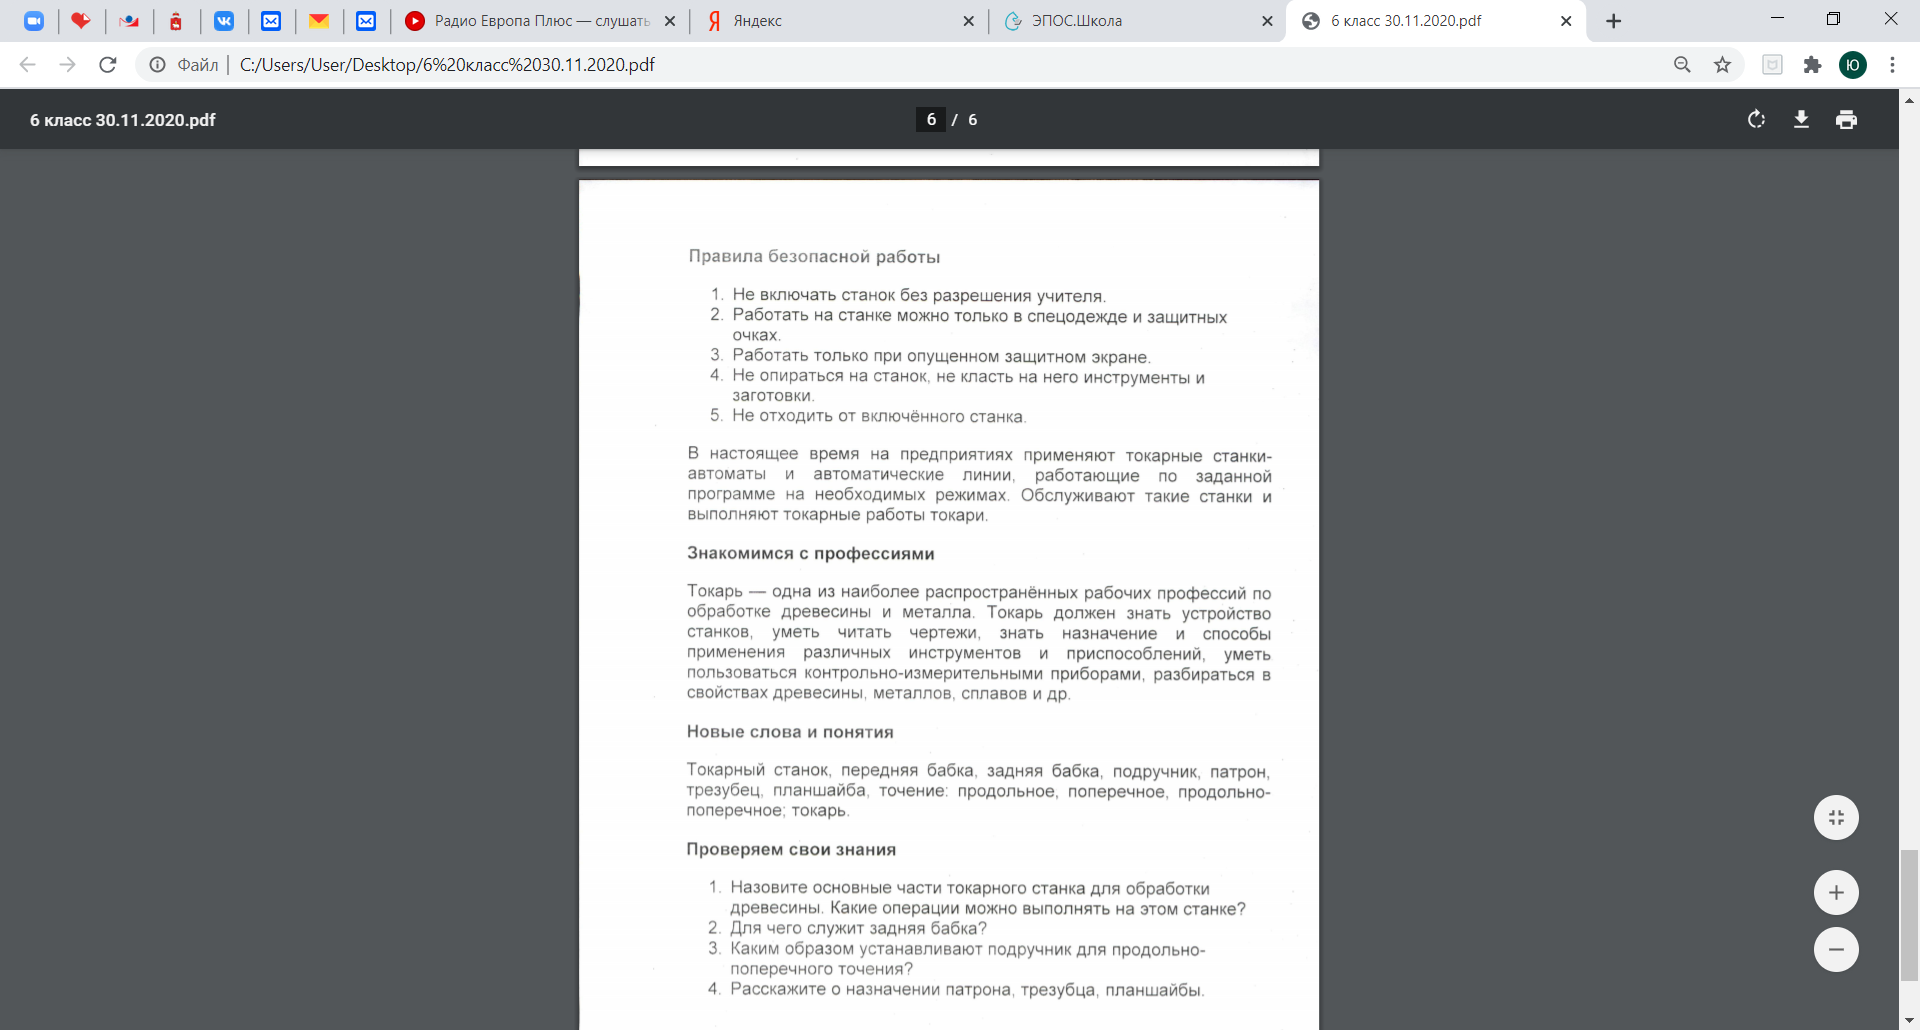 Радио Европа Плюс — слушать
Яндекс
ЭПОС.Школа
6 класс 30.11.2020.pdf
Файл
C:/Users/User/Desktop/6%20класс%2030.11.2020.pdf
Ю
6 класс 30.11.2020.pdf
6 / 6
Правила безопасной работы
1. Не включать станок без разрешения учителя.
2. Работать на станке можно только в спецодежде и защитных
очках.
3. Работать только при опущенном защитном экране.
4. Не опираться на станок, не класть на него инструменты и
заготовки.
5. Не отходить от включённого станка.
В настоящее время на предприятиях применяют токарные станки-
автоматы и автоматические линии, работающие по заданной
программе на необходимых режимах. Обслуживают такие станки и
выполняют токарные работы токари.
Знакомимся с профессиями
Токарь — одна из наиболее распространённых рабочих профессий по
обработке древесины и металла. Токарь должен знать устройство
станков, уметь читать чертежи, знать назначение и способы
применения различных инструментов и приспособлений, уметь
пользоваться контрольно-измерительными приборами, разбираться в
свойствах древесины, металлов, сплавов и др.
Новые слова и понятия
Токарный станок, передняя бабка, задняя бабка, подручник, патрон,
трезубец, планшайба, точение: продольное, поперечное, продольно-
поперечное; токарь.
Проверяем свои знания
1. Назовите основные части токарного станка для обработки
древесины. Какие операции можно выполнять на этом станке?
2. Для чего служит задняя бабка?
3. Каким образом устанавливают подручник для продольно-
поперечного точения?
4. Расскажите о назначении патрона, трезубца, планшайбы.